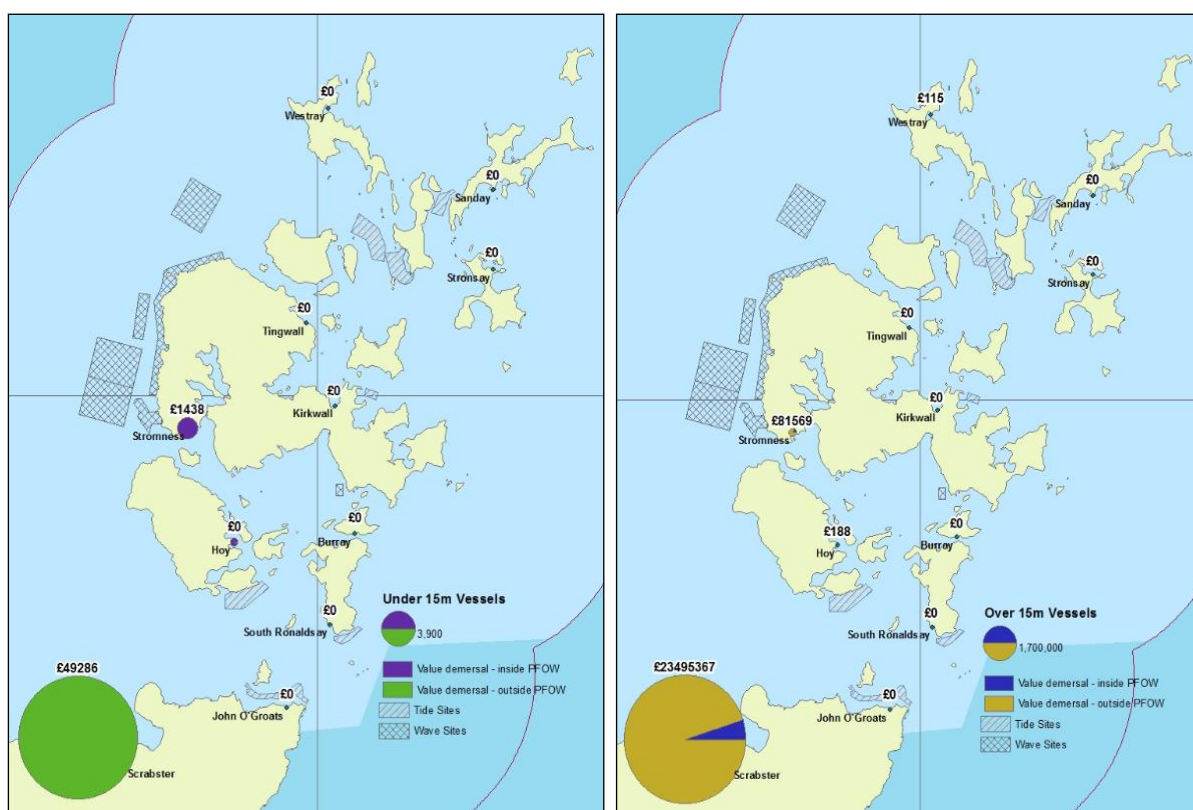 £0
Westray
£0
Sanday
£0
Stronsay
£0
Tingwall
£0
Kirkwall
£1438
Stromness
£0
Hoy
£0
Burray
£0
South Ronaldsay
Under 15m Vessels
3,900
Value demersal - inside PFOW
Value demersal - outside PFOW
Tide Sites
Wave Sites
£49286
£0
John O'Groats
Scrabster
£115
Westray
£0
Sanday
£0
Stronsay
£0
Tingwall
£0
Kirkwall
£81569
Stromness
£188
Hoy
£0
Burray
£0
South Ronaldsay
Over 15m Vessels
1,700,000
Value demersal - inside PFOW
Value demersal - outside PFOW
Tide Sites
Wave Sites
£23495367
£0
John O'Groats
Scrabster